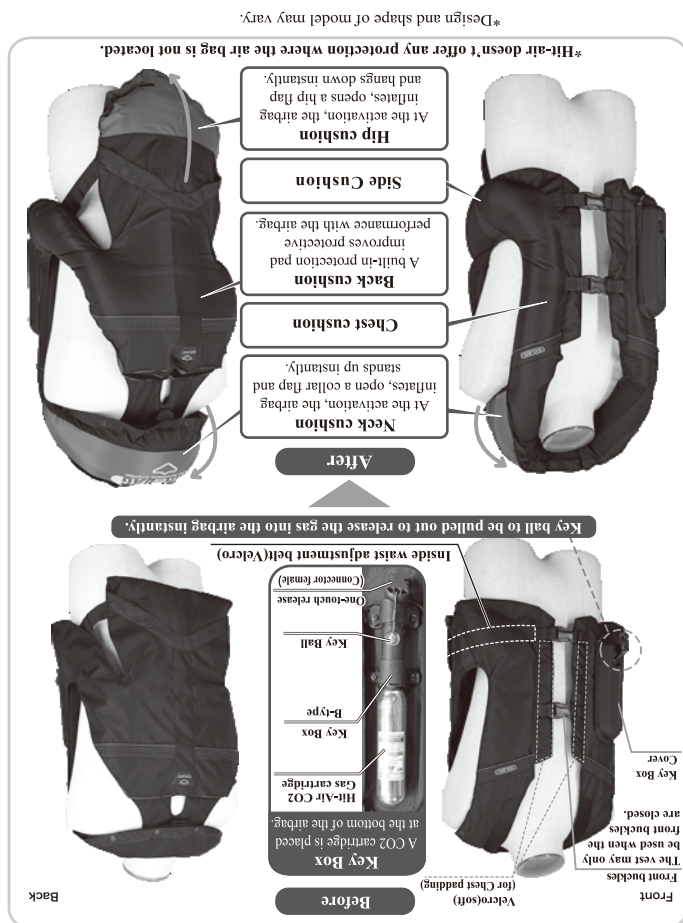 Front
Back
Before
Front buckles
The vest may only
be used when the
front buckles
are closed.
Velcro(soft)
(for Chest padding)
Key Box
Cover
Key Box
A CO2 cartridge is placed
at the bottom of the airbag.
Hit-Air CO2
Gas cartridge
Key Box
B-type
Key Ball
One-touch release
(Connector female)
Inside waist adjustment belt(Velcro)
Key ball to be pulled out to release the gas into the airbag instantly.
After
Neck cushion
At the activation, the airbag
inflates, open a collar flap and
stands up instantly.
Chest cushion
Back cushion
A built-in protection pad
improves protective
performance with the airbag.
Side Cushion
Hip cushion
At the activation, the airbag
inflates, opens a hip flap
and hangs down instantly.
*Hit-air doesn't offer any protection where the air bag is not located.
*Design and shape of model may vary.